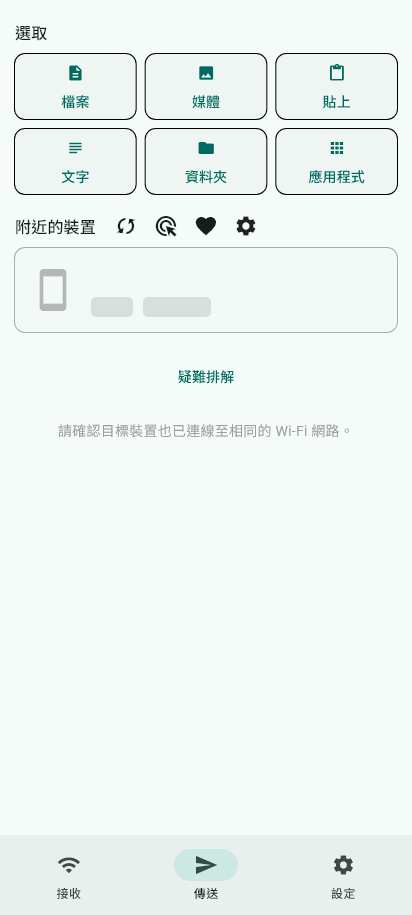 選取
檔案
媒體
貼上
文字
資料夾
應用程式
附近的裝置
疑難排解
請確認目標裝置也已連線至相同的 Wi-Fi 網路。
接收
傳送
設定